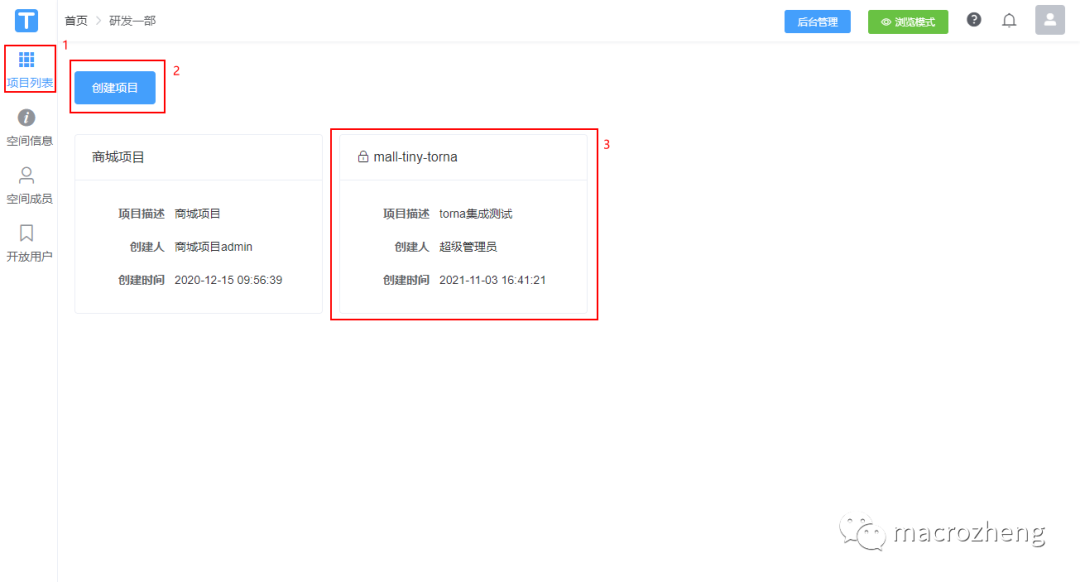 T
首页 > 研发一部
后台管理
浏览模式
?
1
项目列表
空间信息
空间成员
开放用户
2
创建项目
商城项目
项目描述 商城项目
创建人 商城项目admin
创建时间 2020-12-15 09:56:39
3
mall-tiny-torna
项目描述 torna集成测试
创建人 超级管理员
创建时间 2021-11-03 16:41:21
macrozheng